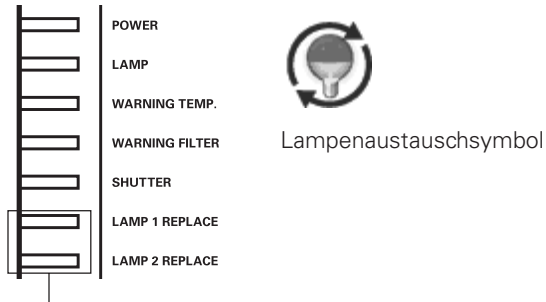 POWER
LAMP
WARNING TEMP.
WARNING FILTER
SHUTTER
LAMP 1 REPLACE
LAMP 2 REPLACE
Lampenaustauschsymbol